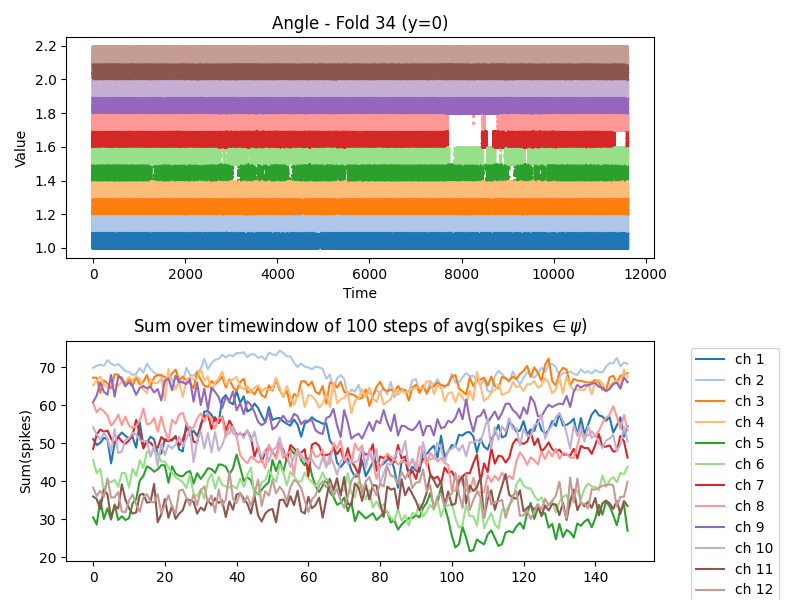 Angle - Fold 34 (y=0)
2.2
2.0
1.8
1.6
1.4
1.2
1.0
Value
0 2000 4000 6000 8000 10000 12000
Time
Sum over timewindow of 100 steps of avg(spikes ∈ ψ)
70
60
50
40
30
20
Sum(spikes)
0 20 40 60 80 100 120 140
ch 1
ch 2
ch 3
ch 4
ch 5
ch 6
ch 7
ch 8
ch 9
ch 10
ch 11
ch 12